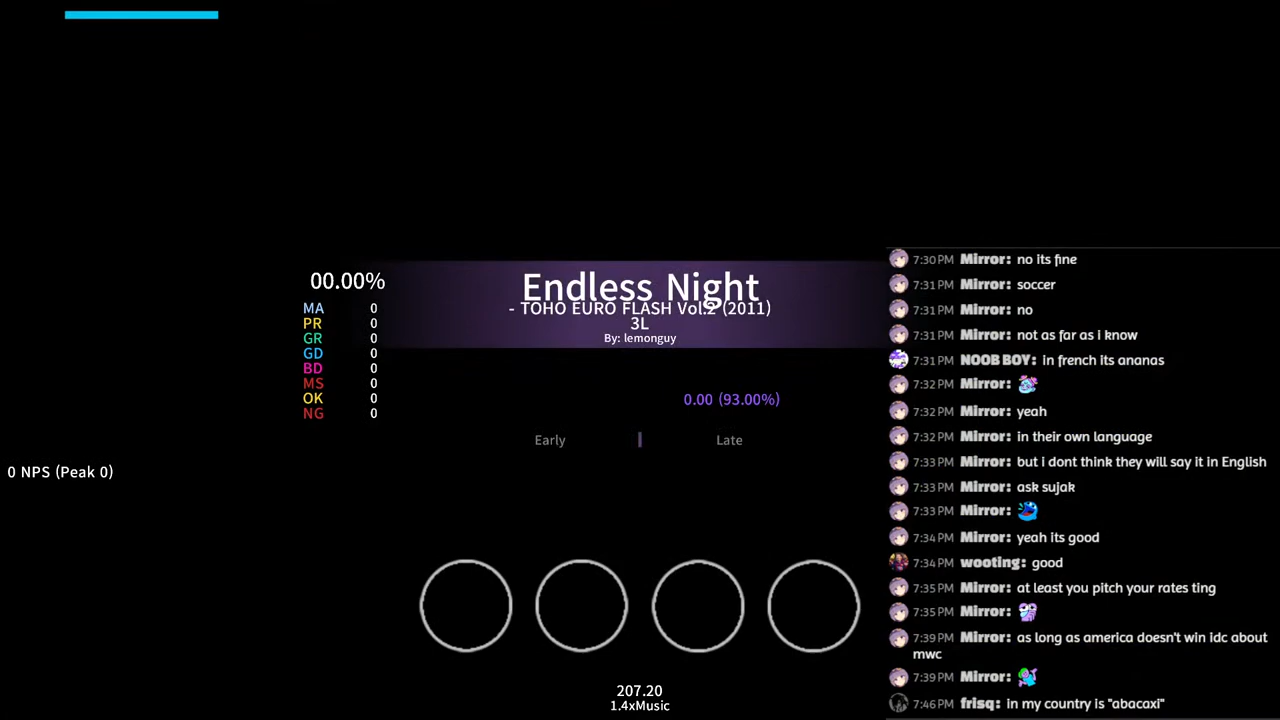 00.00%
MA 0
PR 0
GR 0
GD 0
BD 0
MS 0
OK 0
NG 0
0 NPS (Peak 0)
Endless Night
- TOHO EURO FLASH Vol.2 (2011)
3L
By: lemonguy
0.00 (93.00%)
Early Late
207.20
1.4xMusic
7:30 PM Mirror: no its fine
7:31 PM Mirror: soccer
7:31 PM Mirror: no
7:31 PM Mirror: not as far as i know
7:31 PM NOOB BOY: in french its ananas
7:32 PM Mirror:
7:32 PM Mirror: yeah
7:32 PM Mirror: in their own language
7:33 PM Mirror: but i dont think they will say it in English
7:33 PM Mirror: ask sujak
7:33 PM Mirror:
7:34 PM Mirror: yeah its good
7:34 PM wooting: good
7:35 PM Mirror: at least you pitch your rates ting
7:35 PM Mirror:
7:39 PM Mirror: as long as america doesn't win idc about
mwc
7:39 PM Mirror:
7:46 PM frisq: in my country is "abacaxi"